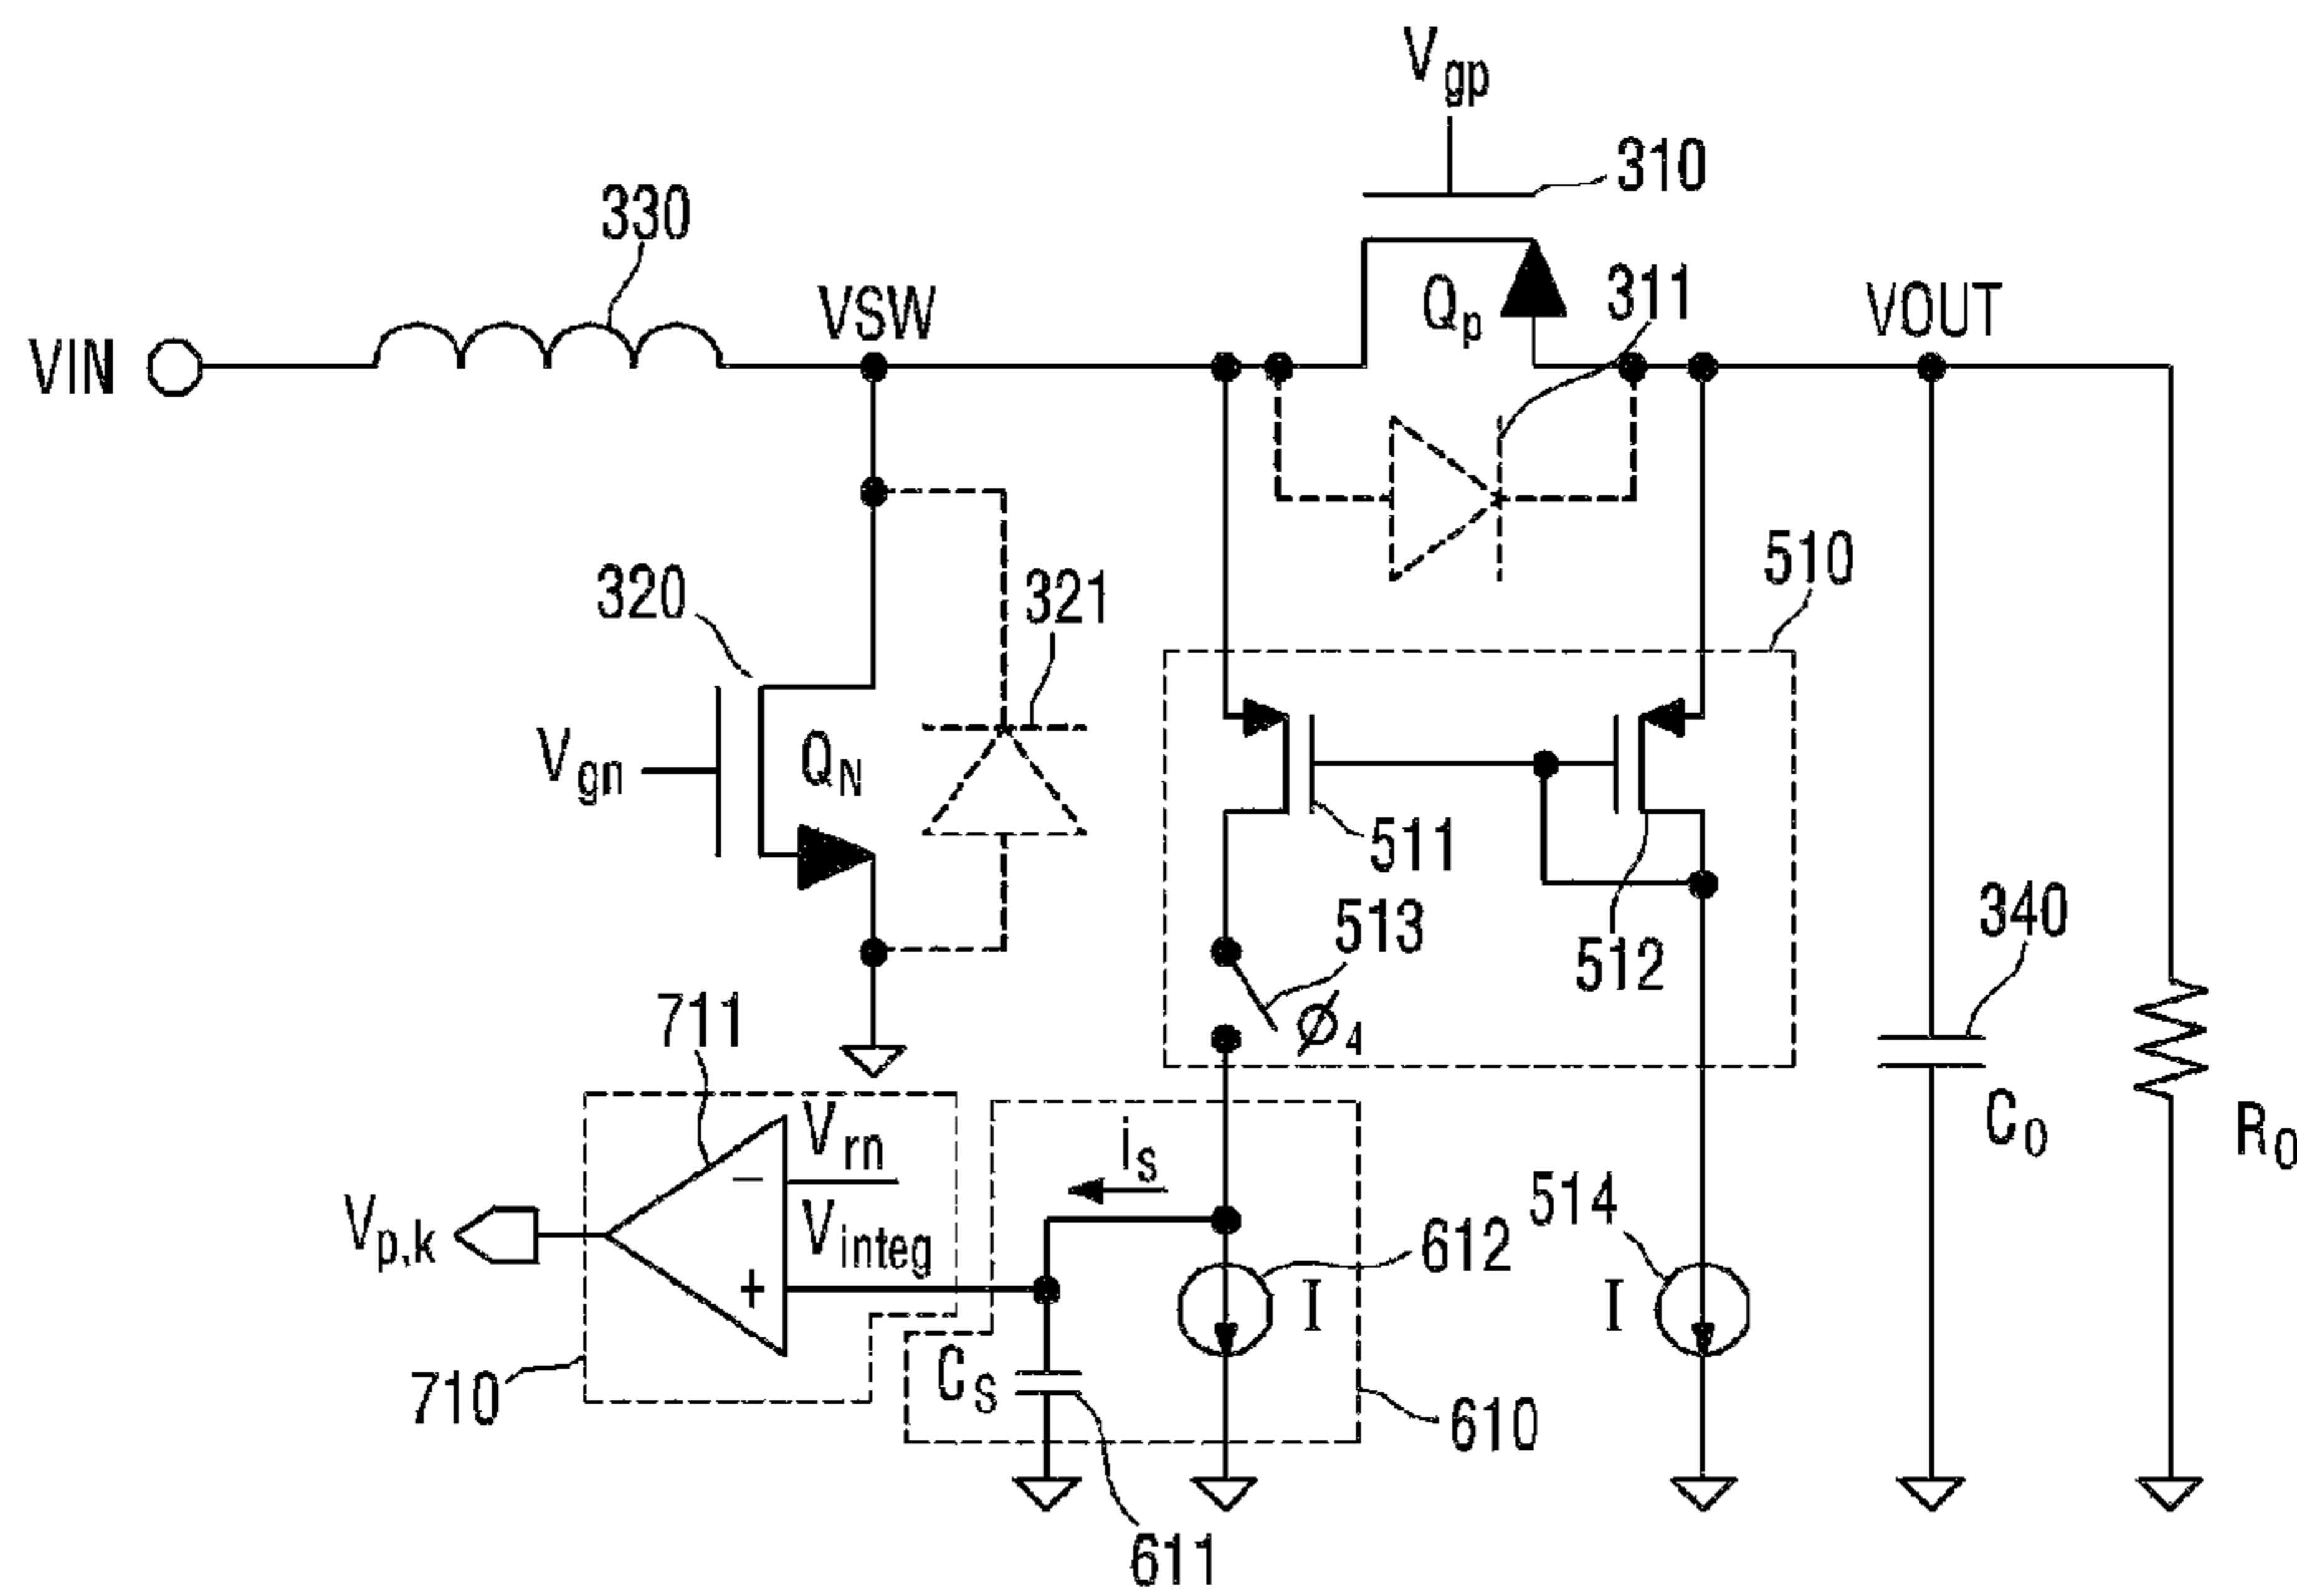 Vgp
310
330
VSW
Qp
311
VOUT
VIN
510
320
321
Vgn
QN
511
513
512
340
ϕ4
711
Vrn
is
C0
R0
Vp,k
Vinteg
514
612
I
I
CS
710
610
611